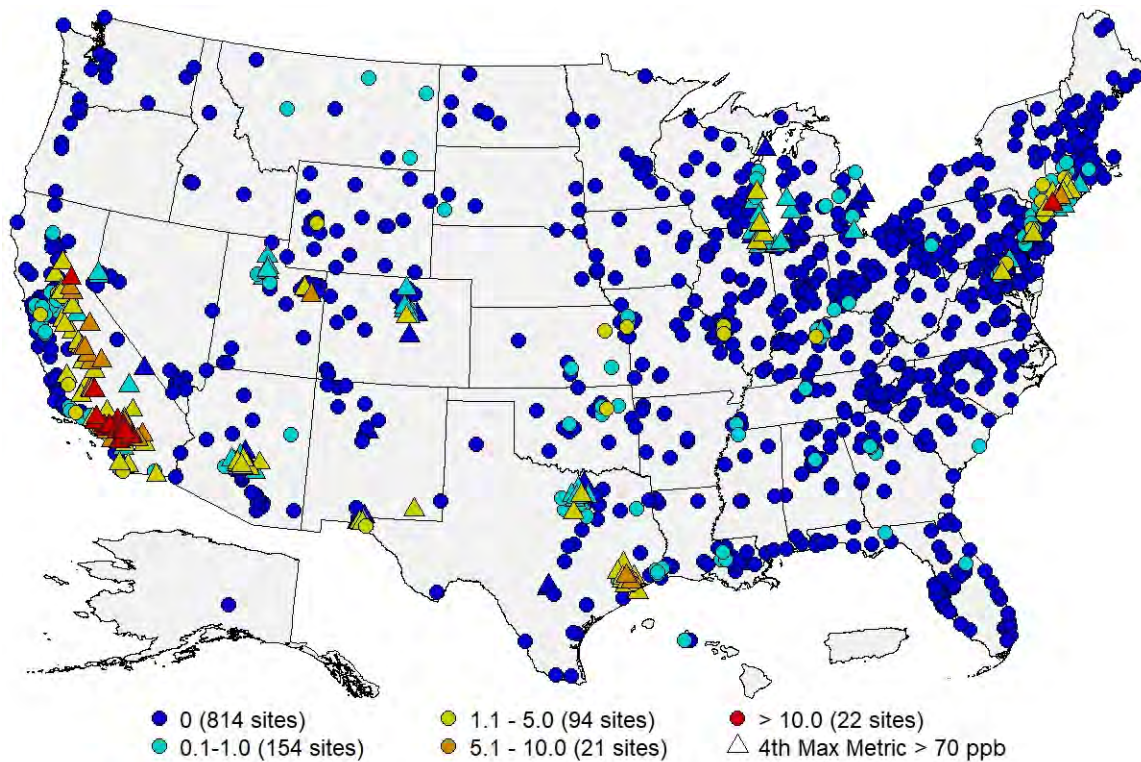 0 (814 sites) 1.1 - 5.0 (94 sites) > 10.0 (22 sites)
0.1-1.0 (154 sites) 5.1 - 10.0 (21 sites) 4th Max Metric > 70 ppb